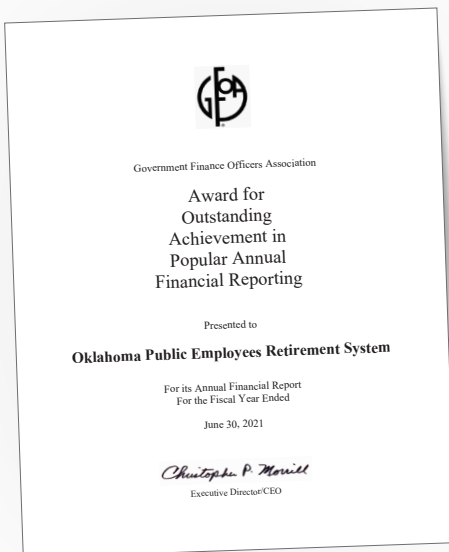 GFOA
Government Finance Officers Association
Award for
Outstanding
Achievement in
Popular Annual
Financial Reporting
Presented to
Oklahoma Public Employees Retirement System
For its Annual Financial Report
For the Fiscal Year Ended
June 30, 2021
Christopher P. Morrill
Executive Director/CEO